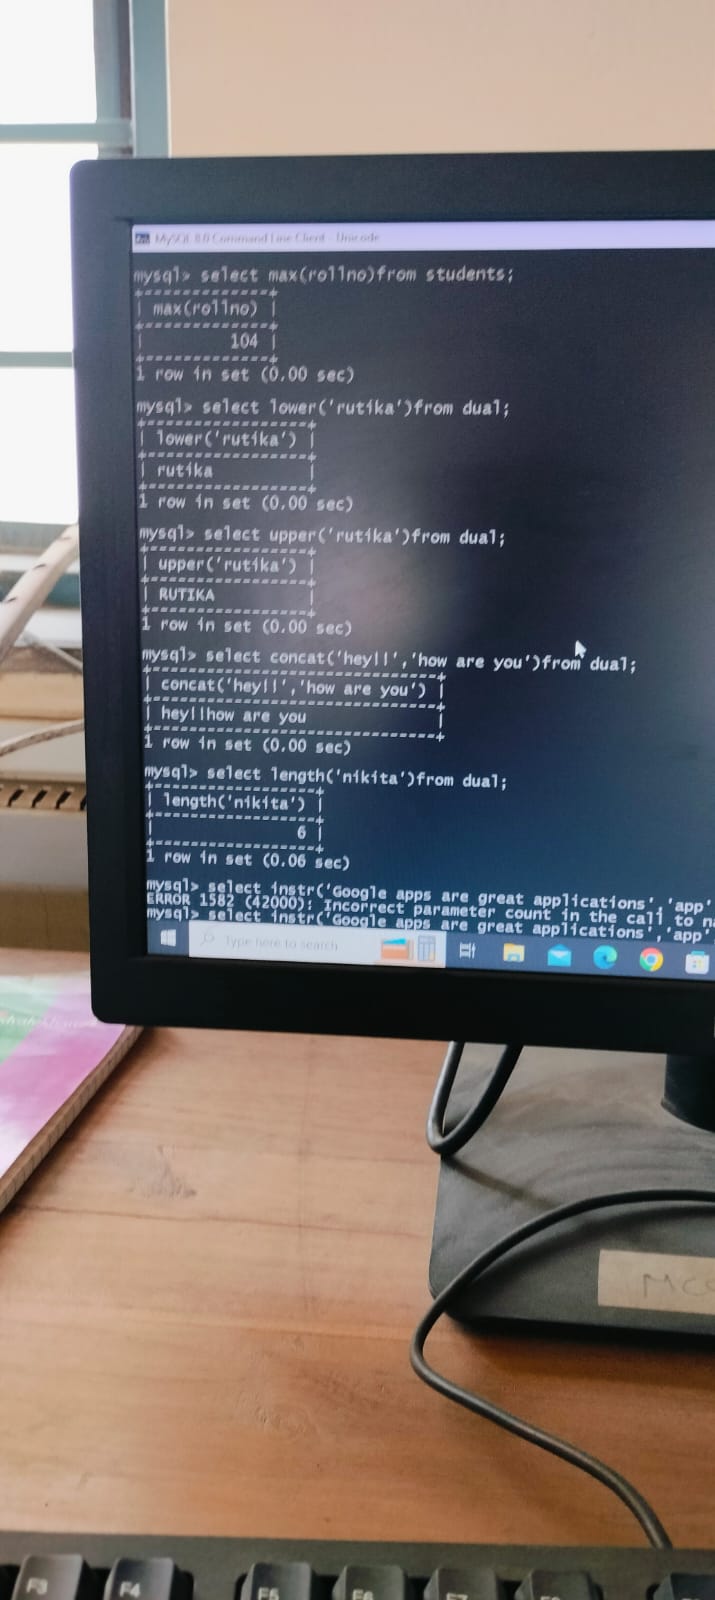 MySQL 8.0 Command Line Client - Unicode
mysql> select max(rollno)from students;
+-------------+
| max(rollno) |
+-------------+
|         104 |
+-------------+
1 row in set (0.00 sec)
mysql> select lower('rutika')from dual;
+-----------------+
| lower('rutika') |
+-----------------+
| rutika          |
+-----------------+
1 row in set (0.00 sec)
mysql> select upper('rutika')from dual;
+-----------------+
| upper('rutika') |
+-----------------+
| RUTIKA          |
+-----------------+
1 row in set (0.00 sec)
mysql> select concat('hey!!','how are you')from dual;
+-------------------------------+
| concat('hey!!','how are you') |
+-------------------------------+
| hey!!how are you              |
+-------------------------------+
1 row in set (0.00 sec)
mysql> select length('nikita')from dual;
+------------------+
| length('nikita') |
+------------------+
|                6 |
+------------------+
1 row in set (0.06 sec)
mysql> select instr('Google apps are great applications','app'
ERROR 1582 (42000): Incorrect parameter count in the call to na
mysql> select instr('Google apps are great applications','app'
Type here to search
F3 F4 F5 F6 F7